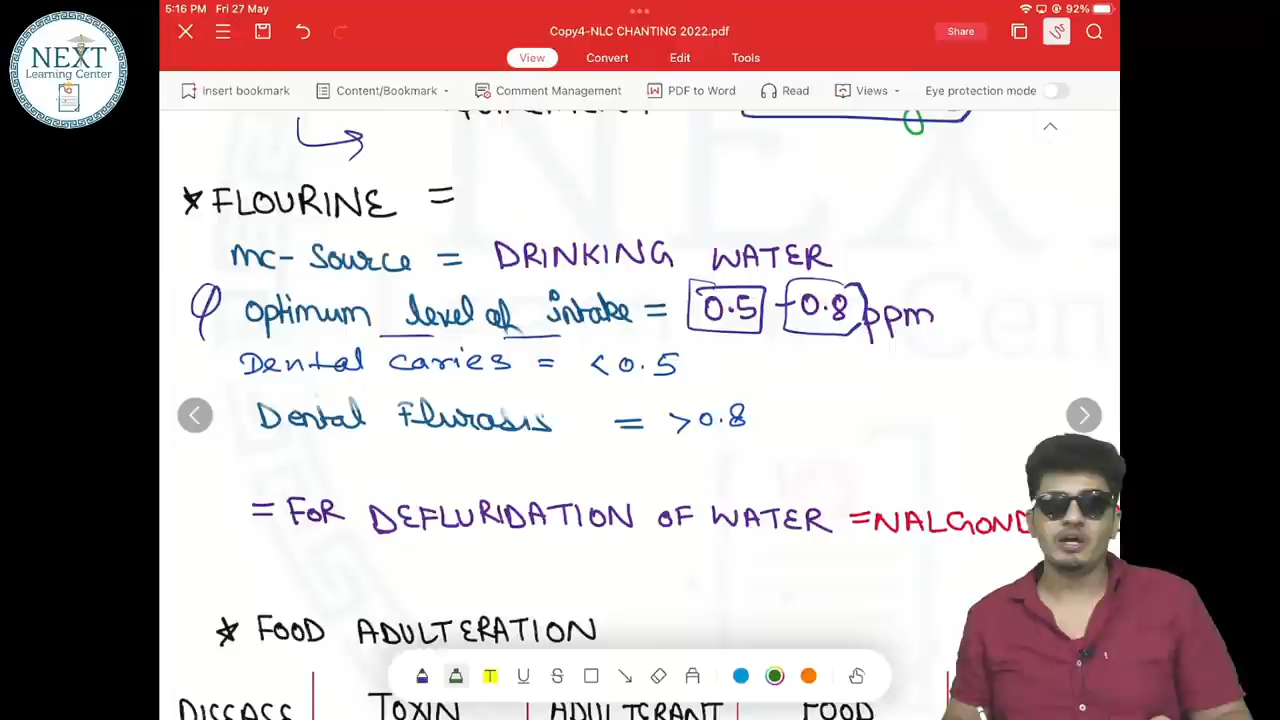 5:16 PM Fri 27 May
92%
NEXT
Learning Center
Copy4-NLC CHANTING 2022.pdf
Share
View Convert Edit Tools
Insert bookmark Content/Bookmark Comment Management PDF to Word Read Views Eye protection mode
FLOURINE =
mc- Source = DRINKING WATER
optimum level of intake = 0.5 - 0.8 ppm
Dental caries = <0.5
Dental Flurasis = >0.8
= FOR DEFLURIDATION OF WATER =NALGOND
FOOD ADULTERATION
DISEASE TOXIN ADULTERANT FOOD